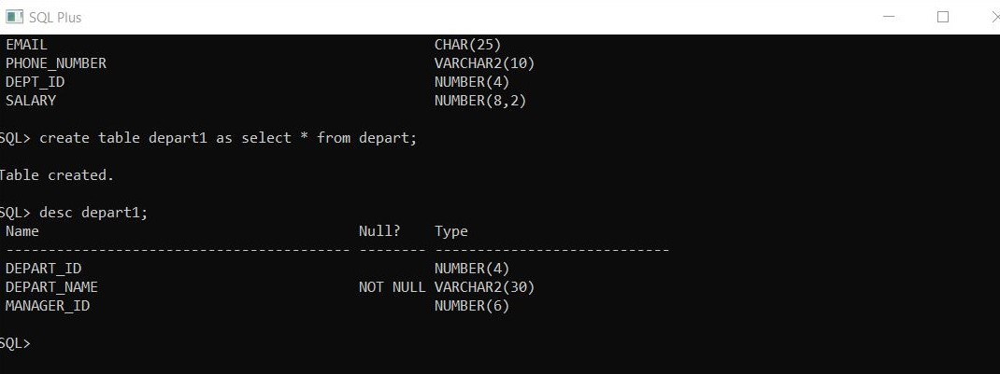 SQL Plus
EMAIL CHAR(25)
PHONE_NUMBER VARCHAR2(10)
DEPT_ID NUMBER(4)
SALARY NUMBER(8,2)
SQL> create table depart1 as select * from depart;
Table created.
SQL> desc depart1;
Name Null? Type
----------------------------------------- -------- ----------------------------
DEPART_ID NUMBER(4)
DEPART_NAME NOT NULL VARCHAR2(30)
MANAGER_ID NUMBER(6)
SQL>